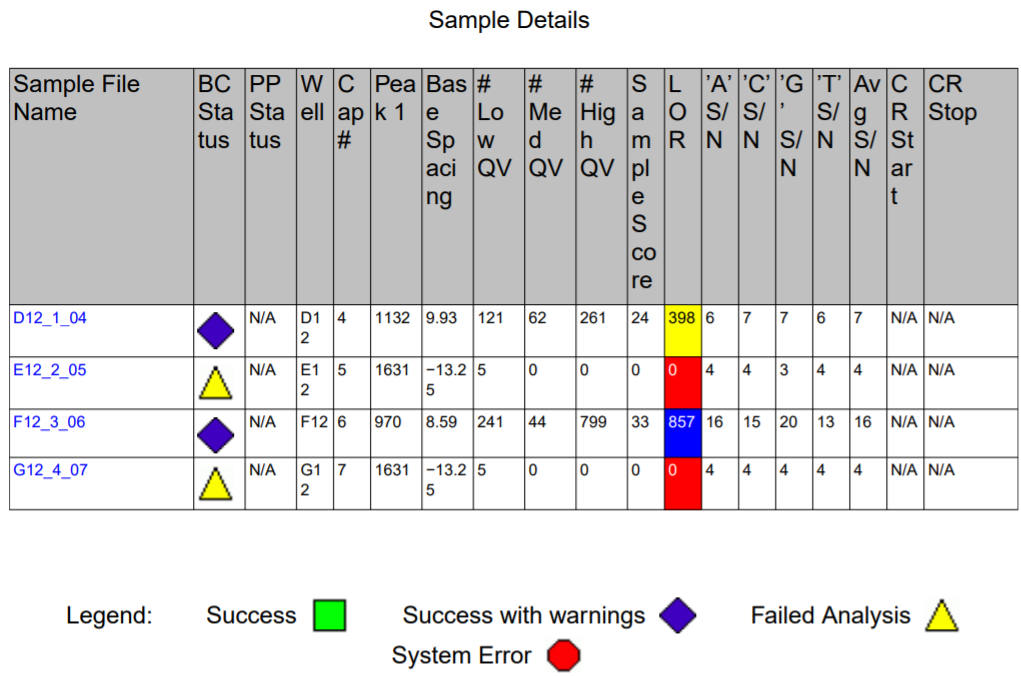 Sample Details
Sample File Name BC Status PP Status Well Cap # Peak 1 Base Spacing # Low QV # Med QV # High QV Sample Score LOR 'A' S/N 'C' S/N 'G' S/N 'T' S/N Avg S/N CR Start CR Stop
D12_1_04 N/A D12 4 1132 9.93 121 62 261 24 398 6 7 7 6 7 N/A N/A
E12_2_05 N/A E12 5 1631 −13.25 5 0 0 0 0 4 4 3 4 4 N/A N/A
F12_3_06 N/A F12 6 970 8.59 241 44 799 33 857 16 15 20 13 16 N/A N/A
G12_4_07 N/A G12 7 1631 −13.25 5 0 0 0 0 4 4 4 4 4 N/A N/A
Legend: Success Success with warnings Failed Analysis
System Error